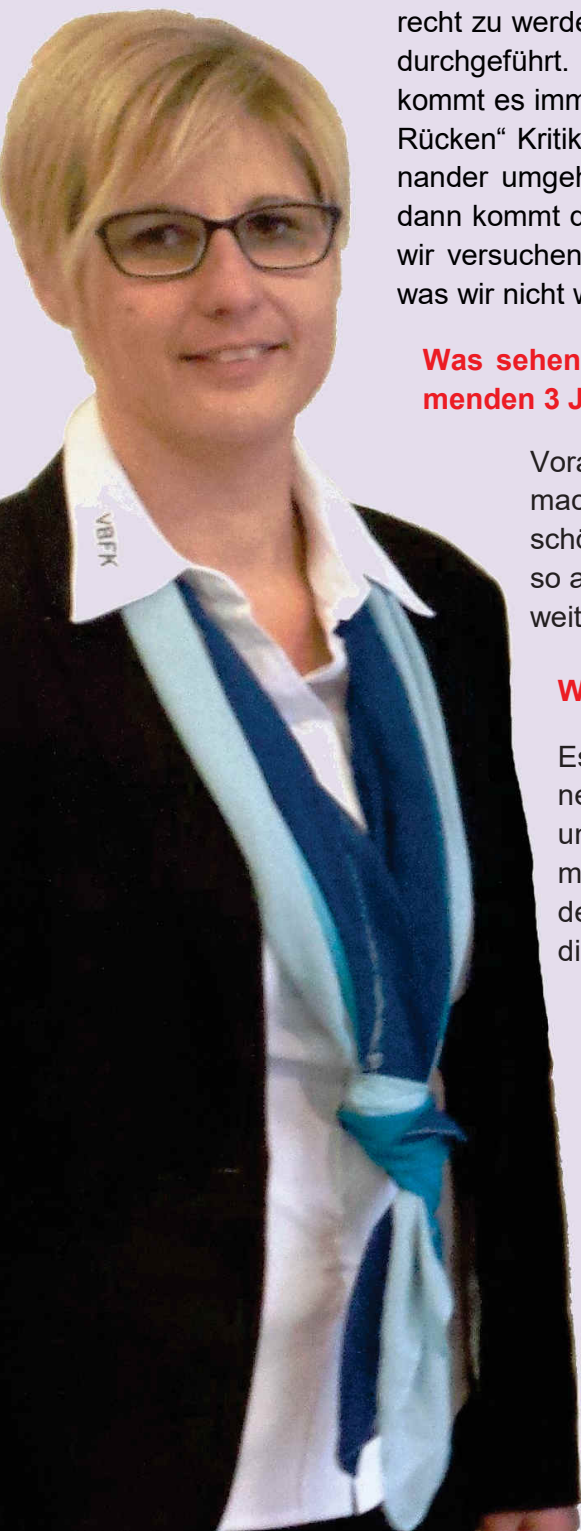 recht zu werde
durchgeführt.
kommt es imm
Rücken“ Kritik
nander umgeh
dann kommt d
wir versuchen
was wir nicht w
Was sehen
menden 3 J
Vora
mac
schö
so a
weit
W
Es
ne
un
m
de
di
VBFK